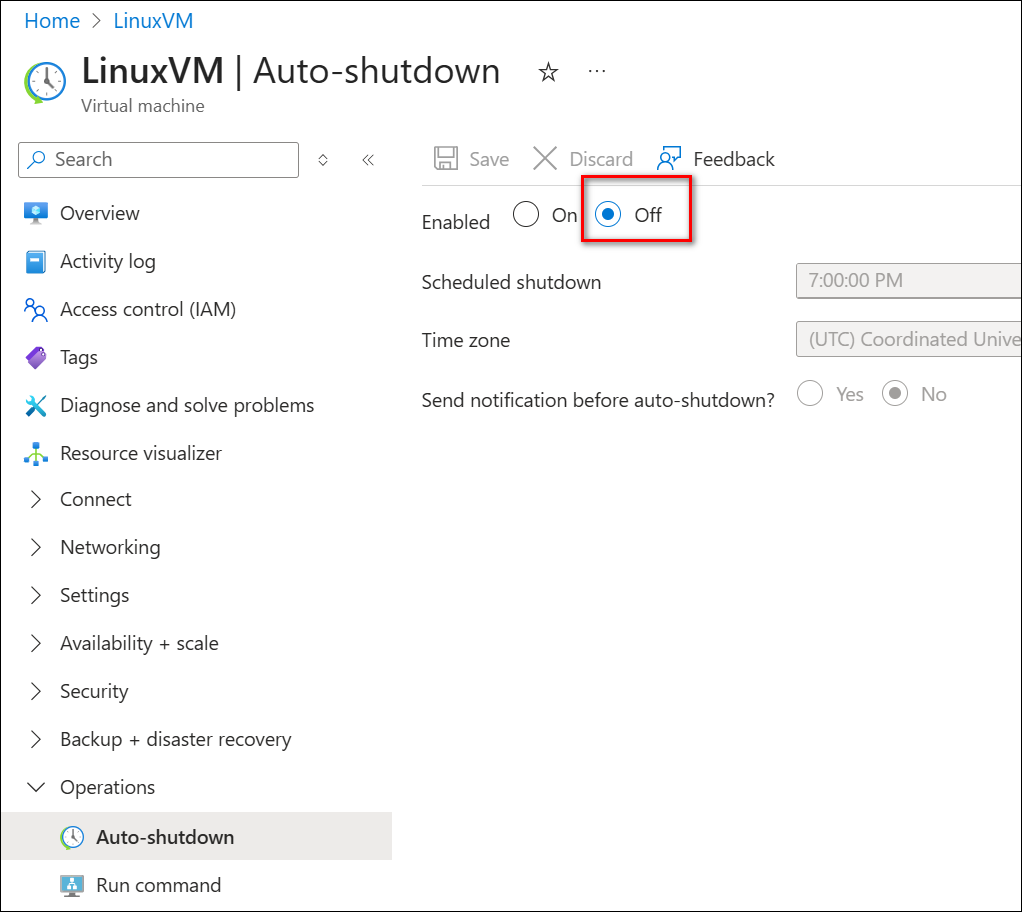 Home > LinuxVM
LinuxVM | Auto-shutdown
Virtual machine
Search
Save Discard Feedback
Overview
Activity log
Access control (IAM)
Tags
Diagnose and solve problems
Resource visualizer
Connect
Networking
Settings
Availability + scale
Security
Backup + disaster recovery
Operations
Auto-shutdown
Run command
Enabled On Off
Scheduled shutdown 7:00:00 PM
Time zone (UTC) Coordinated Unive
Send notification before auto-shutdown? Yes No